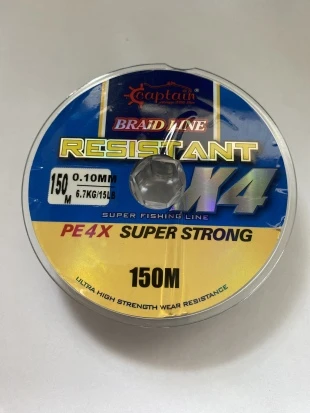 Captain
BRAID LINE
RESISTANT
X4
150
M
0.10MM
6.7KG/15LB
SUPER FISHING LINE
PE4X SUPER STRONG
150M
ULTRA HIGH STRENGTH WEAR RESISTANCE